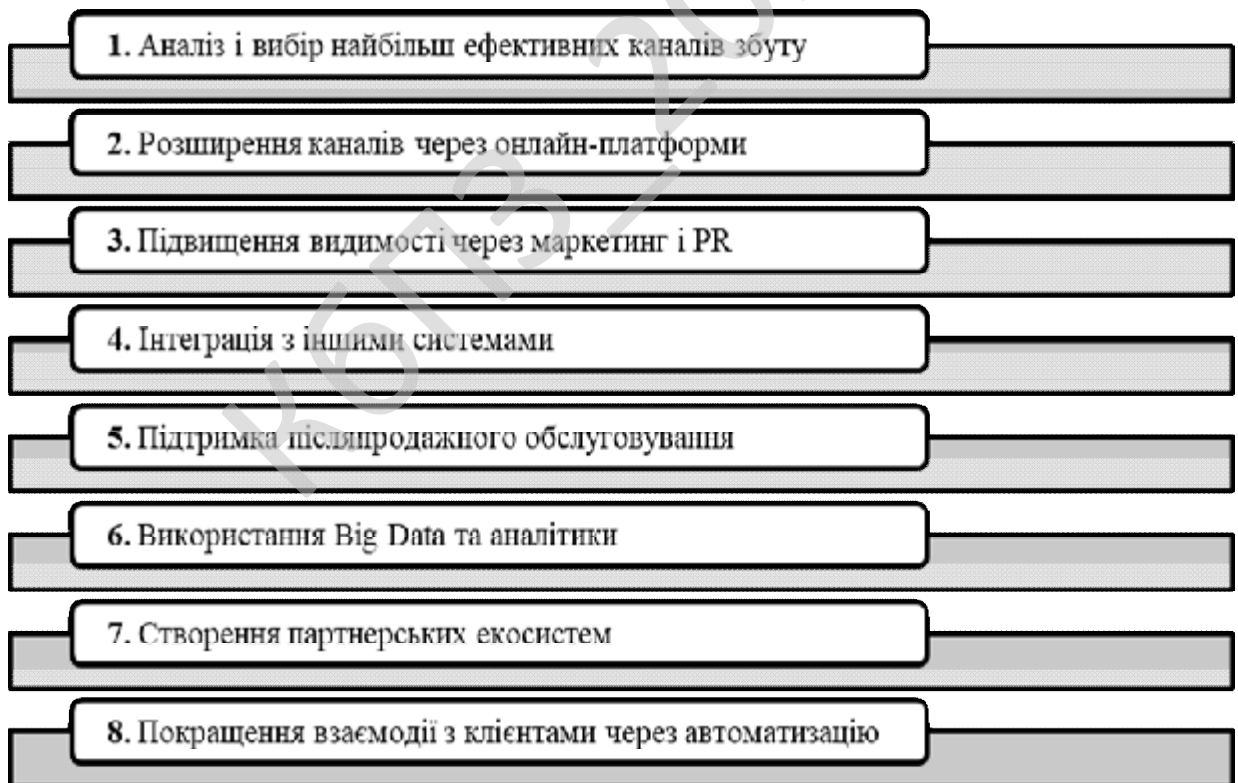 1. Аналіз і вибір найбільш ефективних каналів збуту
2. Розширення каналів через онлайн-платформи
3. Підвищення видимості через маркетинг і PR
4. Інтеграція з іншими системами
5. Підтримка післяпродажного обслуговування
6. Використання Big Data та аналітики
7. Створення партнерських екосистем
8. Покращення взаємодії з клієнтами через автоматизацію